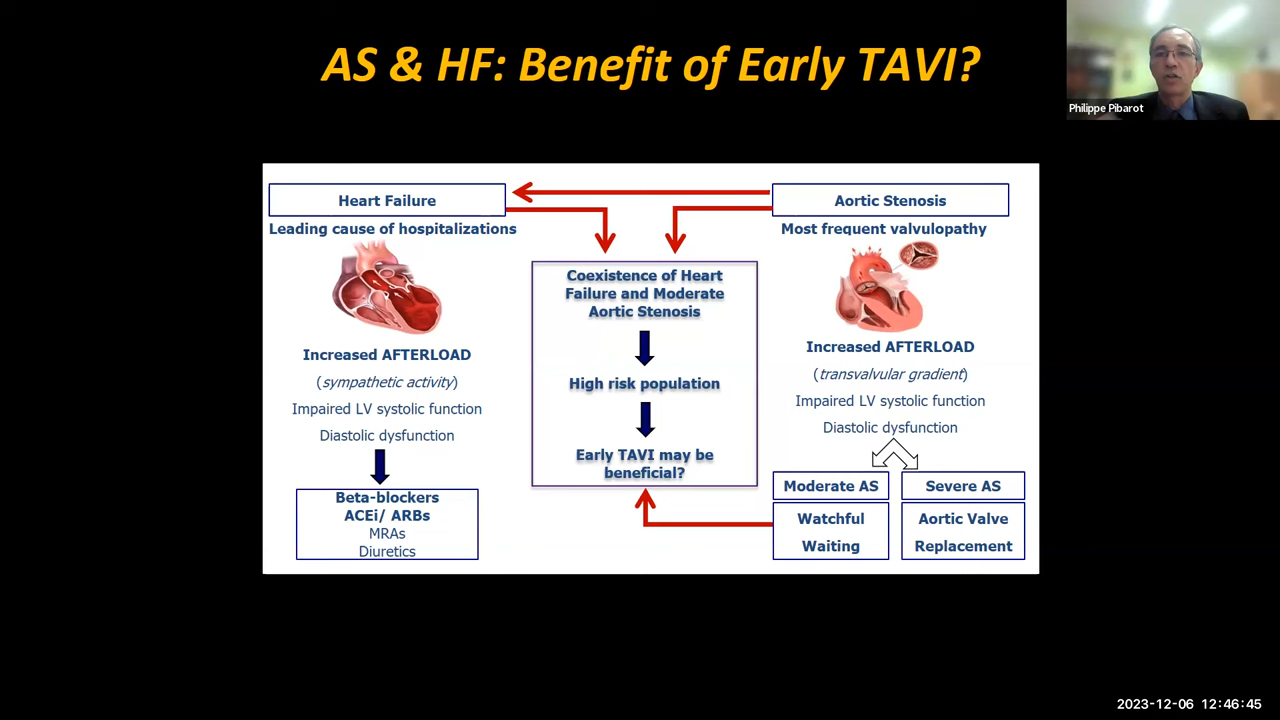 AS & HF: Benefit of Early TAVI?
Philippe Pibarot
Heart Failure
Leading cause of hospitalizations
Increased AFTERLOAD
(sympathetic activity)
Impaired LV systolic function
Diastolic dysfunction
Beta-blockers
ACEi/ ARBs
MRAs
Diuretics
Coexistence of Heart
Failure and Moderate
Aortic Stenosis
High risk population
Early TAVI may be
beneficial?
Aortic Stenosis
Most frequent valvulopathy
Increased AFTERLOAD
(transvalvular gradient)
Impaired LV systolic function
Diastolic dysfunction
Moderate AS
Watchful
Waiting
Severe AS
Aortic Valve
Replacement
2023-12-06 12:46:45